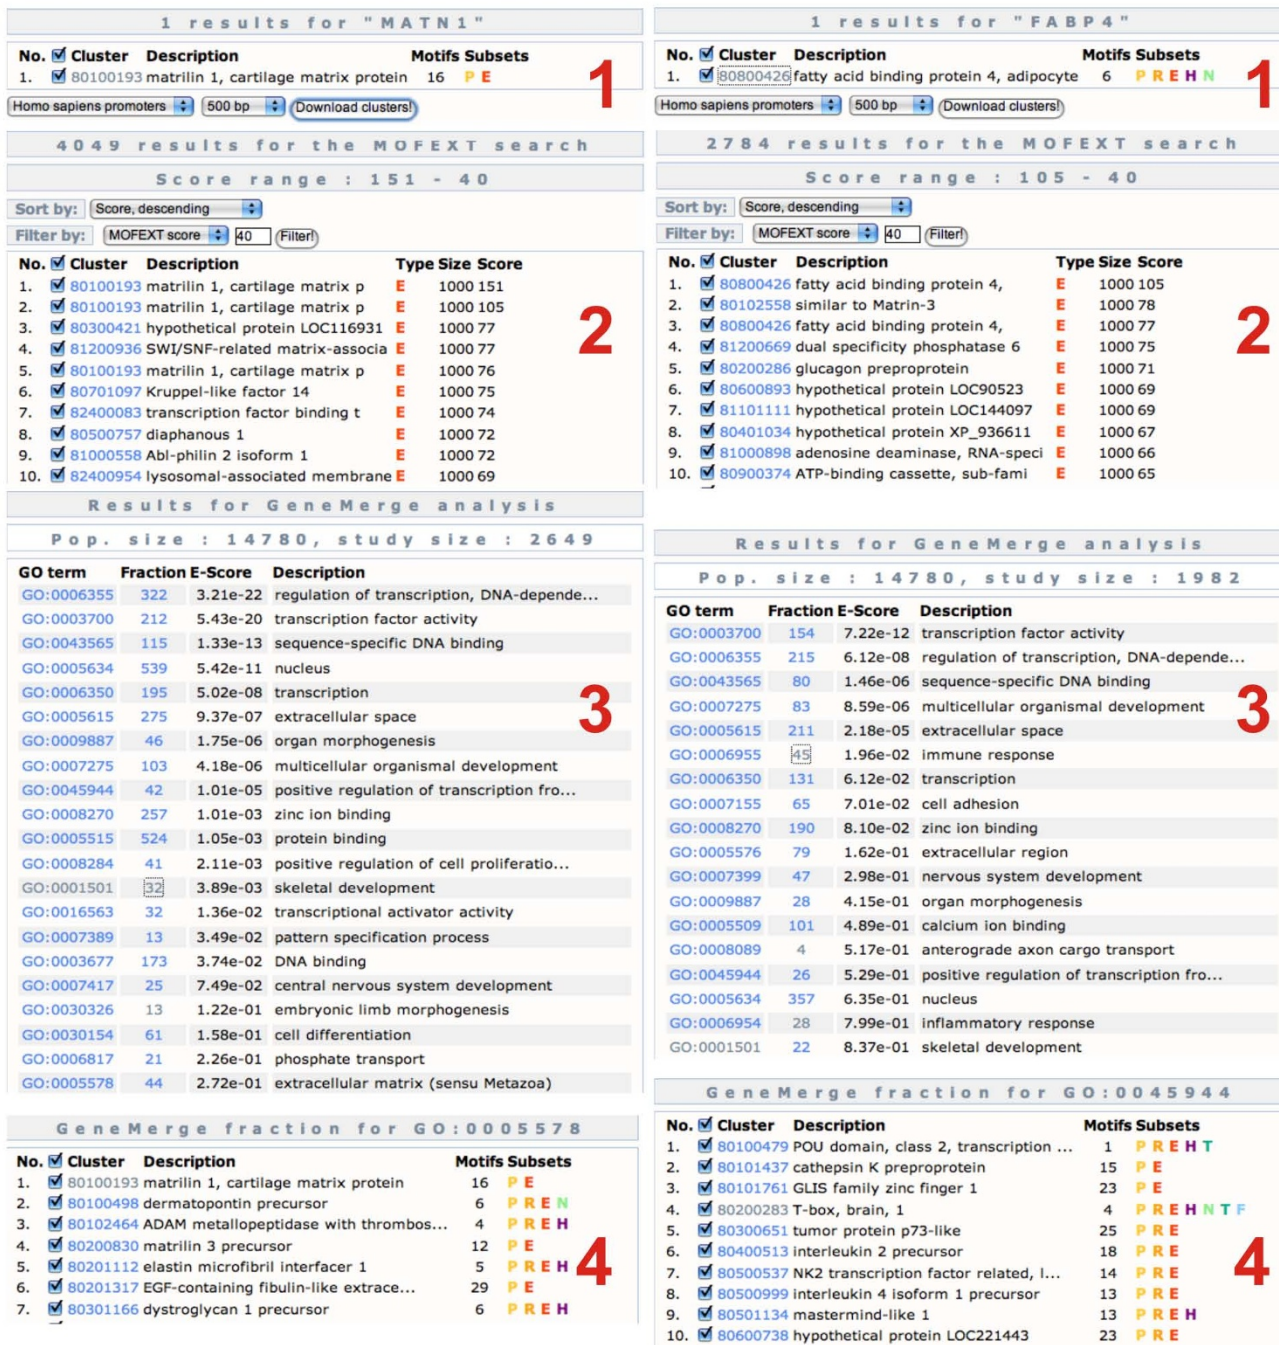 1 results for "MATN1"
No. Cluster Description Motifs Subsets
1. 80100193 matrilin 1, cartilage matrix protein 16 P E
1
Homo sapiens promoters 500 bp Download clusters!
4049 results for the MOFEXT search
Score range : 151 - 40
Sort by: Score, descending
Filter by: MOFEXT score 40 Filter!
No. Cluster Description Type Size Score
1. 80100193 matrilin 1, cartilage matrix p E 1000 151
2. 80100193 matrilin 1, cartilage matrix p E 1000 105
3. 80300421 hypothetical protein LOC116931 E 1000 77
4. 81200936 SWI/SNF-related matrix-associa E 1000 77
5. 80100193 matrilin 1, cartilage matrix p E 1000 76
6. 80701097 Kruppel-like factor 14 E 1000 75
7. 82400083 transcription factor binding t E 1000 74
8. 80500757 diaphanous 1 E 1000 72
9. 81000558 Abl-philin 2 isoform 1 E 1000 72
10. 82400954 lysosomal-associated membrane E 1000 69
2
Results for GeneMerge analysis
Pop. size : 14780, study size : 2649
GO term Fraction E-Score Description
GO:0006355 322 3.21e-22 regulation of transcription, DNA-depende...
GO:0003700 212 5.43e-20 transcription factor activity
GO:0043565 115 1.33e-13 sequence-specific DNA binding
GO:0005634 539 5.42e-11 nucleus
GO:0006350 195 5.02e-08 transcription
GO:0005615 275 9.37e-07 extracellular space
GO:0009887 46 1.75e-06 organ morphogenesis
GO:0007275 103 4.18e-06 multicellular organismal development
GO:0045944 42 1.01e-05 positive regulation of transcription fro...
GO:0008270 257 1.01e-03 zinc ion binding
GO:0005515 524 1.05e-03 protein binding
GO:0008284 41 2.11e-03 positive regulation of cell proliferatio...
GO:0001501 32 3.89e-03 skeletal development
GO:0016563 32 1.36e-02 transcriptional activator activity
GO:0007389 13 3.49e-02 pattern specification process
GO:0003677 173 3.74e-02 DNA binding
GO:0007417 25 7.49e-02 central nervous system development
GO:0030326 13 1.22e-01 embryonic limb morphogenesis
GO:0030154 61 1.58e-01 cell differentiation
GO:0006817 21 2.26e-01 phosphate transport
GO:0005578 44 2.72e-01 extracellular matrix (sensu Metazoa)
3
GeneMerge fraction for GO:0005578
No. Cluster Description Motifs Subsets
1. 80100193 matrilin 1, cartilage matrix protein 16 P E
2. 80100498 dermatopontin precursor 6 P R E N
3. 80102464 ADAM metallopeptidase with thrombos... 4 P R E H
4. 80200830 matrilin 3 precursor 12 P E
5. 80201112 elastin microfibril interfacer 1 5 P R E H
6. 80201317 EGF-containing fibulin-like extrace... 29 P E
7. 80301166 dystroglycan 1 precursor 6 P R E H
4
1 results for "FABP4"
No. Cluster Description Motifs Subsets
1. 80800426 fatty acid binding protein 4, adipocyte 6 P R E H N
1
Homo sapiens promoters 500 bp Download clusters!
2784 results for the MOFEXT search
Score range : 105 - 40
Sort by: Score, descending
Filter by: MOFEXT score 40 Filter!
No. Cluster Description Type Size Score
1. 80800426 fatty acid binding protein 4, E 1000 105
2. 80102558 similar to Matrin-3 E 1000 78
3. 80800426 fatty acid binding protein 4, E 1000 77
4. 81200669 dual specificity phosphatase 6 E 1000 75
5. 80200286 glucagon preproprotein E 1000 71
6. 80600893 hypothetical protein LOC90523 E 1000 69
7. 81101111 hypothetical protein LOC144097 E 1000 69
8. 80401034 hypothetical protein XP_936611 E 1000 67
9. 81000898 adenosine deaminase, RNA-speci E 1000 66
10. 80900374 ATP-binding cassette, sub-fami E 1000 65
2
Results for GeneMerge analysis
Pop. size : 14780, study size : 1982
GO term Fraction E-Score Description
GO:0003700 154 7.22e-12 transcription factor activity
GO:0006355 215 6.12e-08 regulation of transcription, DNA-depende...
GO:0043565 80 1.46e-06 sequence-specific DNA binding
GO:0007275 83 8.59e-06 multicellular organismal development
GO:0005615 211 2.18e-05 extracellular space
GO:0006955 45 1.96e-02 immune response
GO:0006350 131 6.12e-02 transcription
GO:0007155 65 7.01e-02 cell adhesion
GO:0008270 190 8.10e-02 zinc ion binding
GO:0005576 79 1.62e-01 extracellular region
GO:0007399 47 2.98e-01 nervous system development
GO:0009887 28 4.15e-01 organ morphogenesis
GO:0005509 101 4.89e-01 calcium ion binding
GO:0008089 4 5.17e-01 anterograde axon cargo transport
GO:0045944 26 5.29e-01 positive regulation of transcription fro...
GO:0005634 357 6.35e-01 nucleus
GO:0006954 28 7.99e-01 inflammatory response
GO:0001501 22 8.37e-01 skeletal development
3
GeneMerge fraction for GO:0045944
No. Cluster Description Motifs Subsets
1. 80100479 POU domain, class 2, transcription ... 1 P R E H T
2. 80101437 cathepsin K preproprotein 15 P E
3. 80101761 GLIS family zinc finger 1 23 P E
4. 80200283 T-box, brain, 1 4 P R E H N T F
5. 80300651 tumor protein p73-like 25 P R E
6. 80400513 interleukin 2 precursor 18 P R E
7. 80500537 NK2 transcription factor related, l... 14 P R E
8. 80500999 interleukin 4 isoform 1 precursor 13 P R E
9. 80501134 mastermind-like 1 13 P R E H
10. 80600738 hypothetical protein LOC221443 23 P R E
4